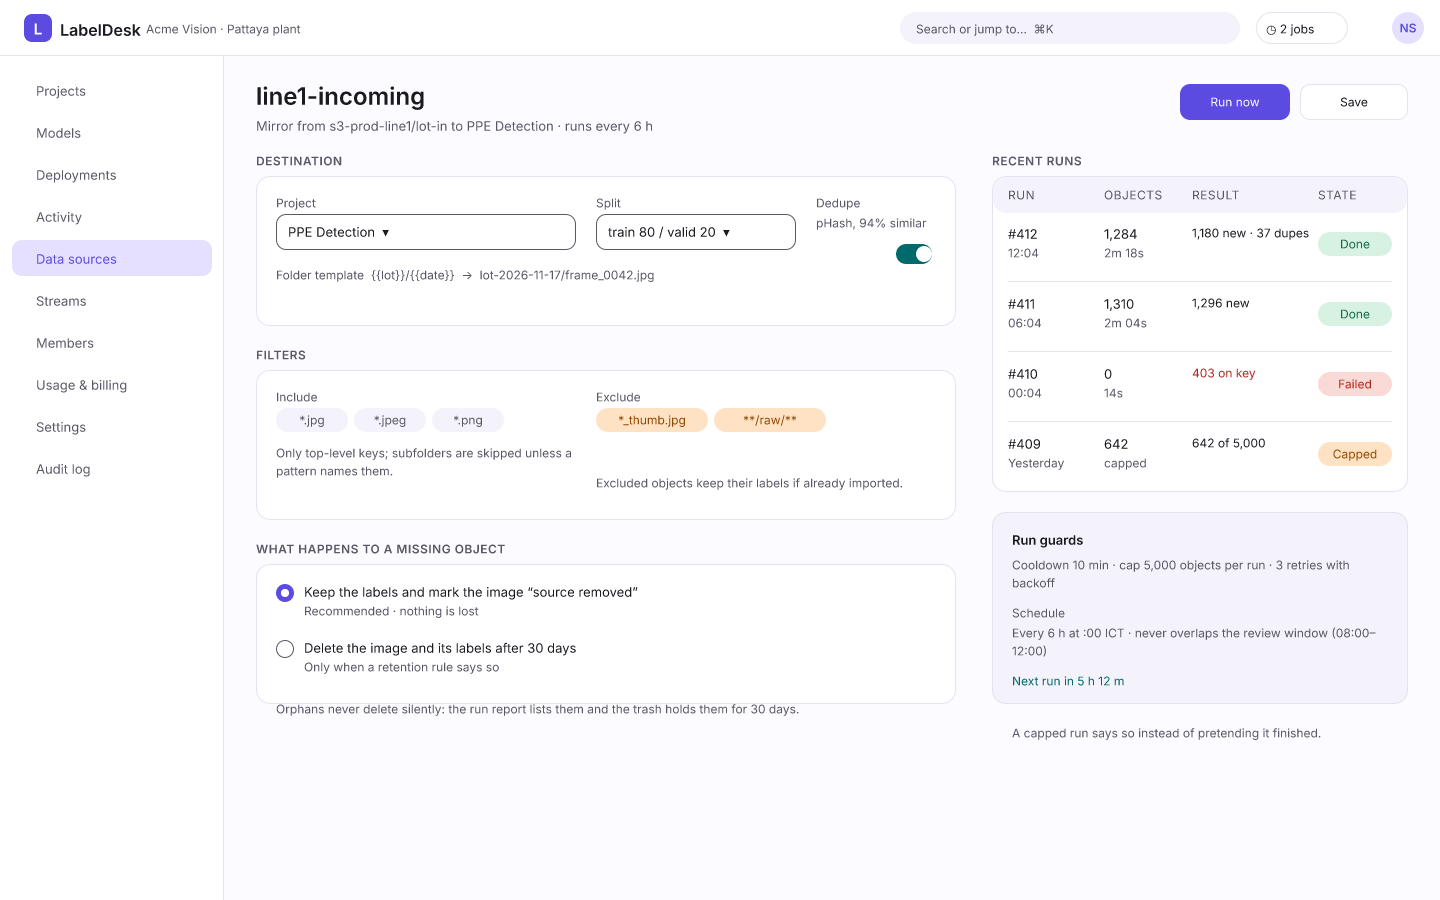 L LabelDesk Acme Vision · Pattaya plant
Search or jump to... ⌘K
◷ 2 jobs
NS
Projects
Models
Deployments
Activity
Data sources
Streams
Members
Usage & billing
Settings
Audit log
line1-incoming
Mirror from s3-prod-line1/lot-in to PPE Detection · runs every 6 h
Run now
Save
DESTINATION
Project
PPE Detection ▾
Split
train 80 / valid 20 ▾
Dedupe
pHash, 94% similar
Folder template {{lot}}/{{date}} → lot-2026-11-17/frame_0042.jpg
FILTERS
Include
*.jpg *.jpeg *.png
Only top-level keys; subfolders are skipped unless a
pattern names them.
Exclude
*_thumb.jpg **/raw/**
Excluded objects keep their labels if already imported.
WHAT HAPPENS TO A MISSING OBJECT
Keep the labels and mark the image “source removed”
Recommended · nothing is lost
Delete the image and its labels after 30 days
Only when a retention rule says so
Orphans never delete silently: the run report lists them and the trash holds them for 30 days.
RECENT RUNS
RUN OBJECTS RESULT STATE
#412 1,284 1,180 new · 37 dupes Done
12:04 2m 18s
#411 1,310 1,296 new Done
06:04 2m 04s
#410 0 403 on key Failed
00:04 14s
#409 642 642 of 5,000 Capped
Yesterday capped
Run guards
Cooldown 10 min · cap 5,000 objects per run · 3 retries with
backoff
Schedule
Every 6 h at :00 ICT · never overlaps the review window (08:00–
12:00)
Next run in 5 h 12 m
A capped run says so instead of pretending it finished.